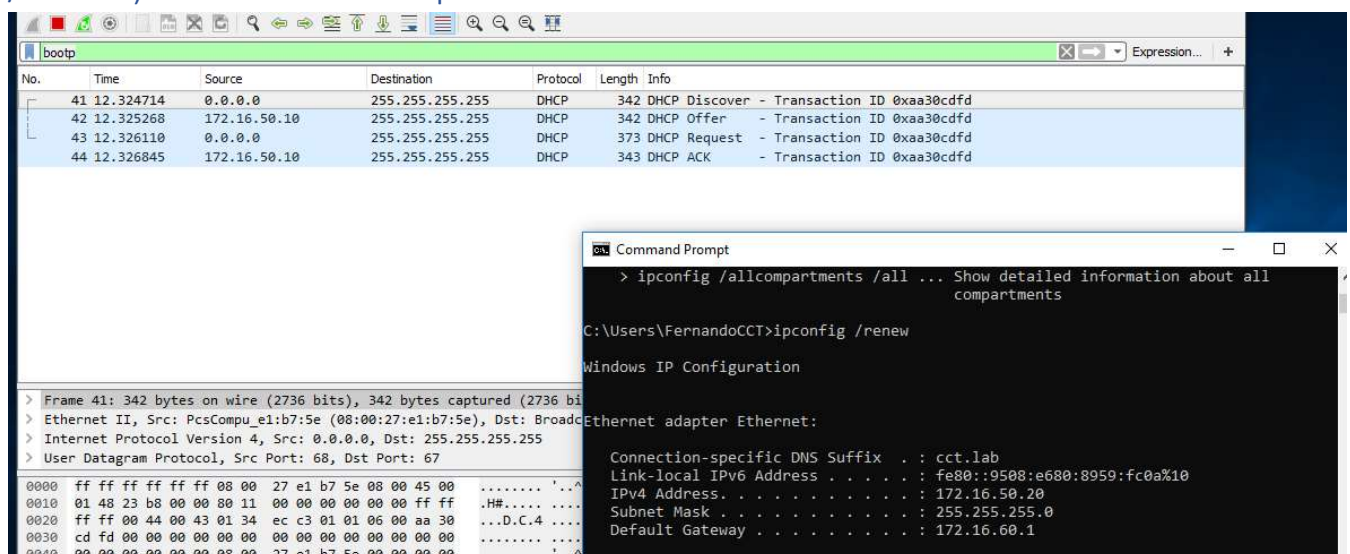 bootp
Expression... +
No. Time Source Destination Protocol Length Info
41 12.324714 0.0.0.0 255.255.255.255 DHCP 342 DHCP Discover - Transaction ID 0xaa30cdfd
42 12.325268 172.16.50.10 255.255.255.255 DHCP 342 DHCP Offer - Transaction ID 0xaa30cdfd
43 12.326110 0.0.0.0 255.255.255.255 DHCP 373 DHCP Request - Transaction ID 0xaa30cdfd
44 12.326845 172.16.50.10 255.255.255.255 DHCP 343 DHCP ACK - Transaction ID 0xaa30cdfd
Command Prompt
> ipconfig /allcompartments /all ... Show detailed information about all
compartments
C:\Users\FernandoCCT>ipconfig /renew
Windows IP Configuration
Ethernet adapter Ethernet:
Connection-specific DNS Suffix . : cct.lab
Link-local IPv6 Address . . . . . : fe80::9508:e680:8959:fc0a%10
IPv4 Address. . . . . . . . . . . : 172.16.50.20
Subnet Mask . . . . . . . . . . . : 255.255.255.0
Default Gateway . . . . . . . . . : 172.16.60.1
> Frame 41: 342 bytes on wire (2736 bits), 342 bytes captured (2736 bi
> Ethernet II, Src: PcsCompu_e1:b7:5e (08:00:27:e1:b7:5e), Dst: Broadc
> Internet Protocol Version 4, Src: 0.0.0.0, Dst: 255.255.255.255
> User Datagram Protocol, Src Port: 68, Dst Port: 67
0000 ff ff ff ff ff ff 08 00 27 e1 b7 5e 08 00 45 00 ........ '..^
0010 01 48 23 b8 00 00 80 11 00 00 00 00 00 00 ff ff .H#..... ....
0020 ff ff 00 44 00 43 01 34 ec c3 01 01 06 00 aa 30 ...D.C.4 ....
0030 cd fd 00 00 00 00 00 00 00 00 00 00 00 00 00 00 ........ ....